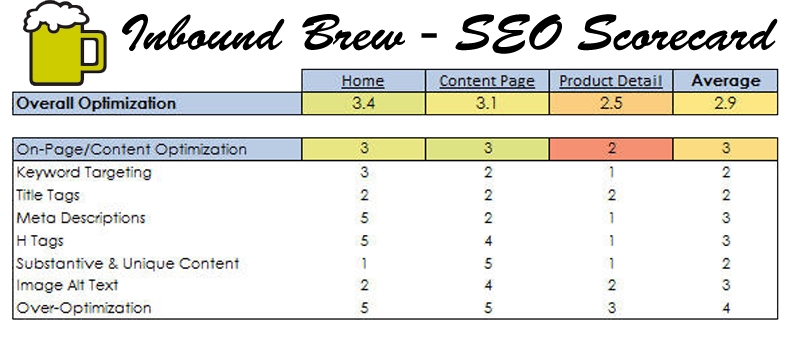 Inbound Brew - SEO Scorecard
Home Content Page Product Detail Average
Overall Optimization 3.4 3.1 2.5 2.9
On-Page/Content Optimization 3 3 2 3
Keyword Targeting 3 2 1 2
Title Tags 2 2 2 2
Meta Descriptions 5 2 1 3
H Tags 5 4 1 3
Substantive & Unique Content 1 5 1 2
Image Alt Text 2 4 2 3
Over-Optimization 5 5 3 4